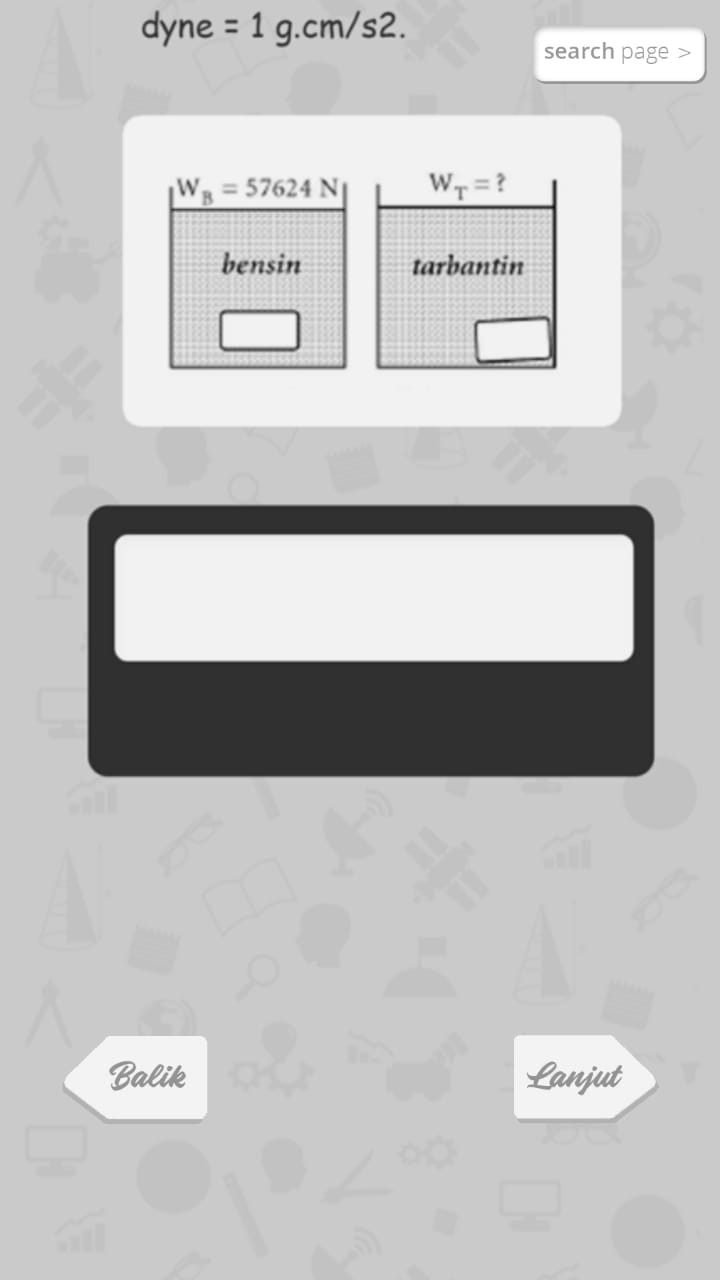 dyne = 1 g.cm/s2.
search page >
W_B = 57624 N
W_T = ?
bensin
tarbantin
Balik
Lanjut